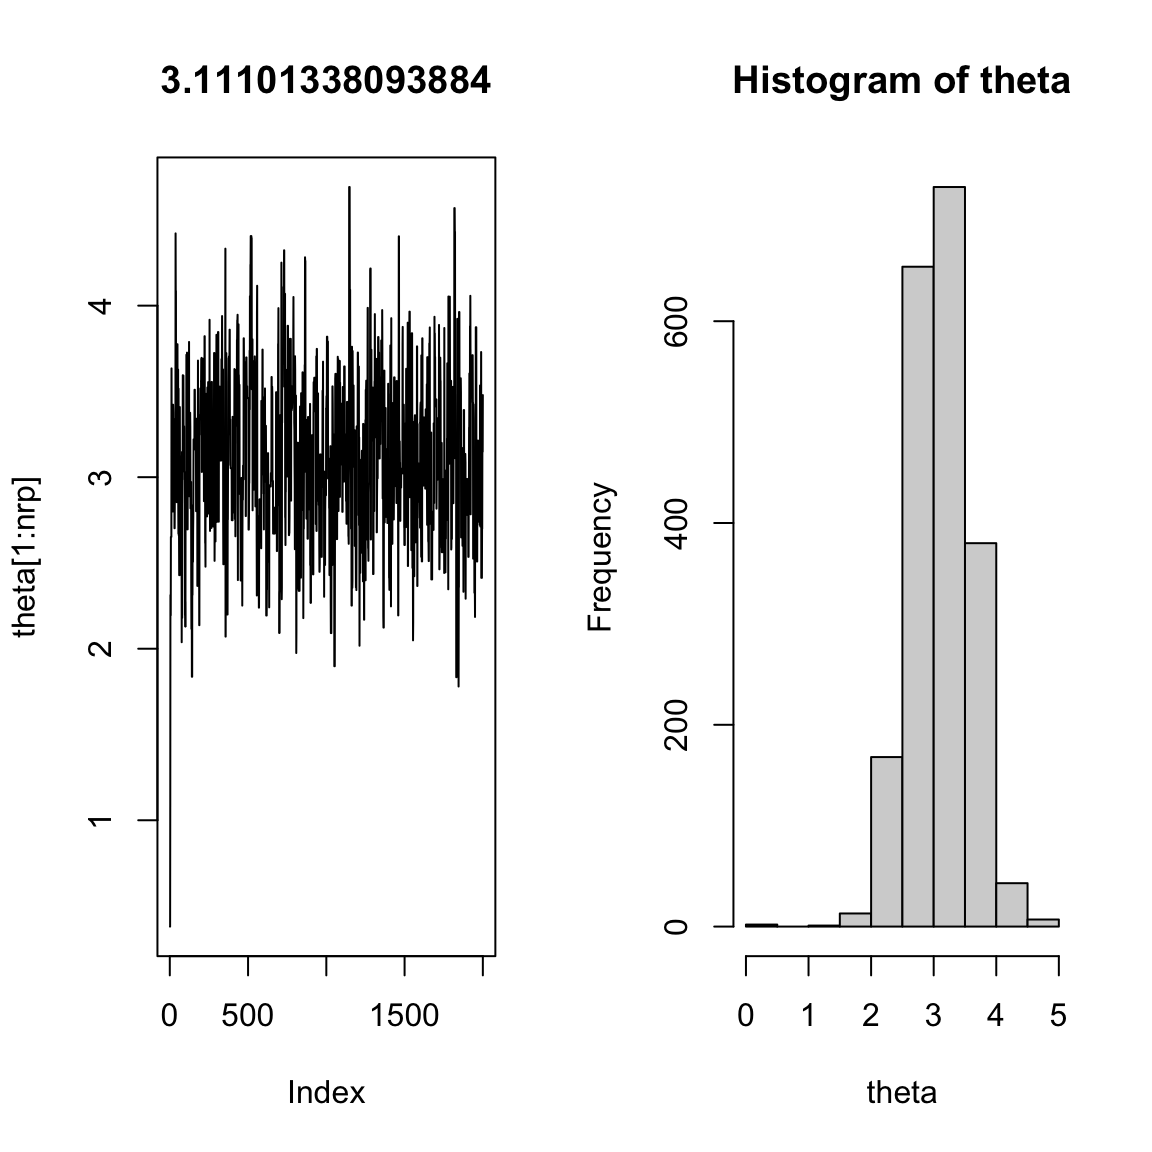 3.11101338093884
theta[1:nrp]
4
3
2
1
0 500 1500
Index
Histogram of theta
Frequency
600
400
200
0
0 1 2 3 4 5
theta